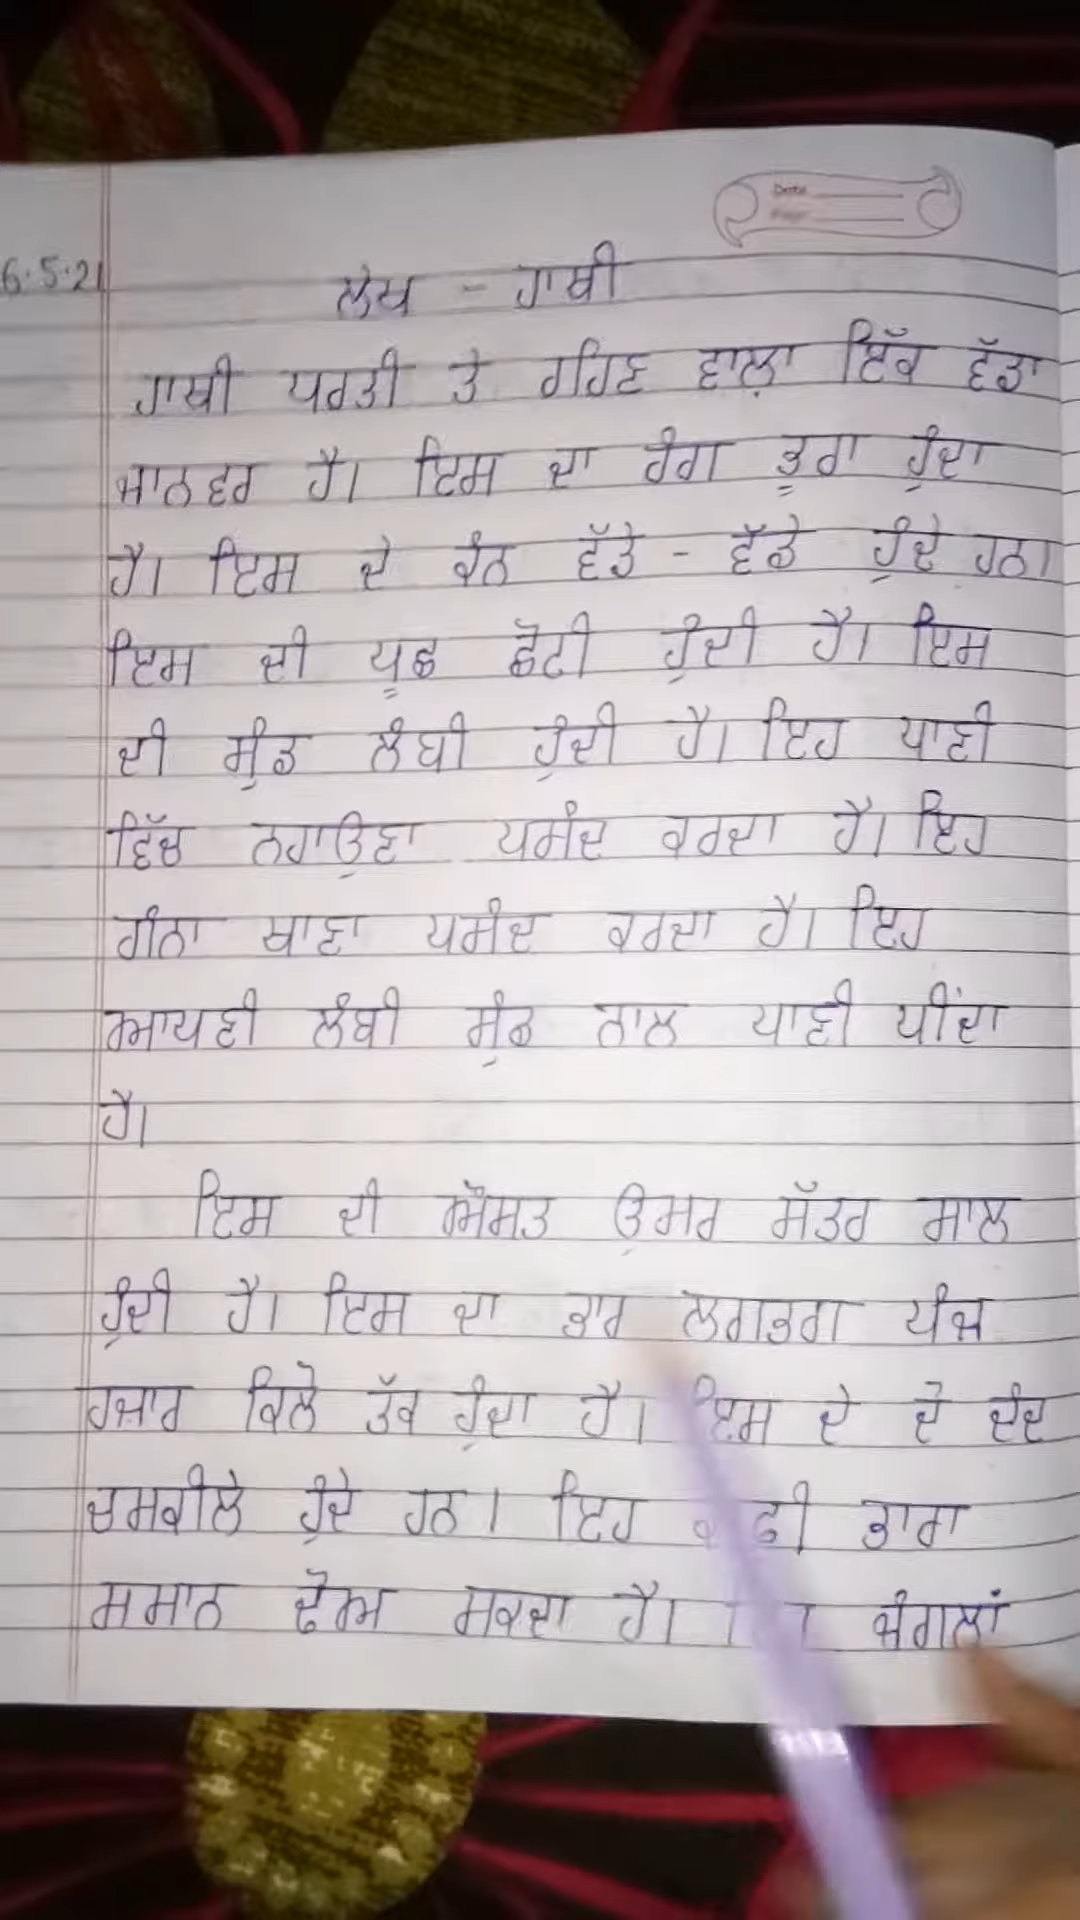 6.5.21
ਲੇਖ - ਹਾਥੀ
ਹਾਥੀ ਧਰਤੀ ਤੇ ਰਹਿਣ ਵਾਲਾ ਇੱਕ ਵੱਡਾ
ਜਾਨਵਰ ਹੈ। ਇਸ ਦਾ ਰੰਗ ਭੂਰਾ ਹੁੰਦਾ
ਹੈ। ਇਸ ਦੇ ਕੰਨ ਵੱਡੇ - ਵੱਡੇ ਹੁੰਦੇ ਹਨ।
ਇਸ ਦੀ ਪੂਛ ਛੋਟੀ ਹੁੰਦੀ ਹੈ। ਇਸ
ਦੀ ਸੁੰਡ ਲੰਬੀ ਹੁੰਦੀ ਹੈ। ਇਹ ਪਾਣੀ
ਵਿੱਚ ਨਹਾਉਣਾ ਪਸੰਦ ਕਰਦਾ ਹੈ। ਇਹ
ਗੰਨਾ ਖਾਣਾ ਪਸੰਦ ਕਰਦਾ ਹੈ। ਇਹ
ਆਪਣੀ ਲੰਬੀ ਸੁੰਡ ਨਾਲ ਪਾਣੀ ਪੀਂਦਾ
ਹੈ।
ਇਸ ਦੀ ਔਸਤ ਉਮਰ ਸੱਤਰ ਸਾਲ
ਹੁੰਦੀ ਹੈ। ਇਸ ਦਾ ਭਾਰ ਲਗਭਗ ਪੰਜ
ਹਜ਼ਾਰ ਕਿਲੋ ਤੱਕ ਹੁੰਦਾ ਹੈ। ਇਸ ਦੇ ਦੋ ਦੰਦ
ਚਮਕੀਲੇ ਹੁੰਦੇ ਹਨ। ਇਹ ਭਾਰਾ
ਸਮਾਨ ਢੋਅ ਸਕਦਾ ਹੈ। ਜੰਗਲਾਂ